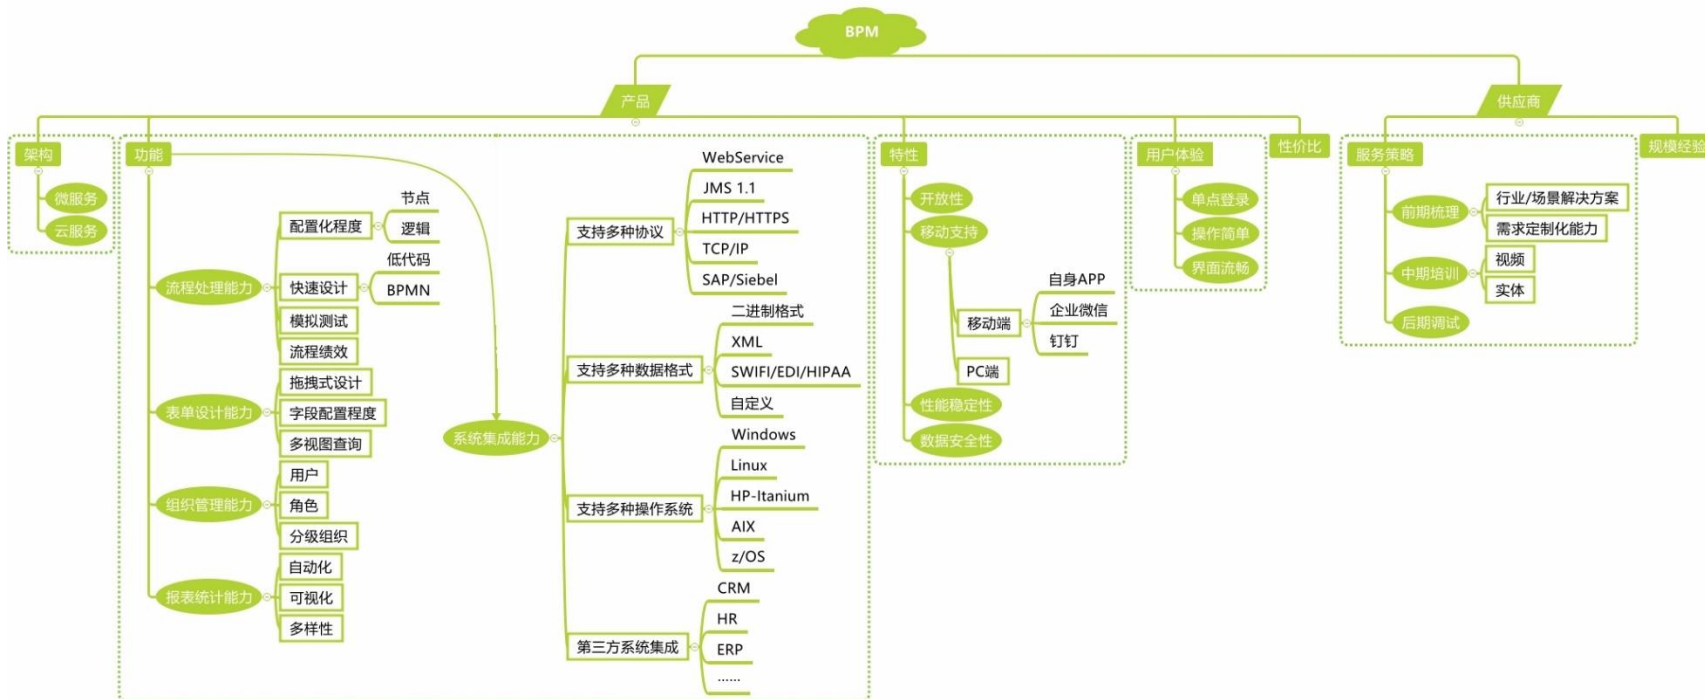 BPM
产品
供应商
架构
微服务
云服务
功能
流程处理能力
配置化程度
节点
逻辑
快速设计
低代码
BPMN
模拟测试
流程绩效
表单设计能力
拖拽式设计
字段配置程度
多视图查询
组织管理能力
用户
角色
分级组织
报表统计能力
自动化
可视化
多样性
系统集成能力
支持多种协议
WebService
JMS 1.1
HTTP/HTTPS
TCP/IP
SAP/Siebel
支持多种数据格式
二进制格式
XML
SWIFI/EDI/HIPAA
自定义
支持多种操作系统
Windows
Linux
HP-Itanium
AIX
z/OS
第三方系统集成
CRM
HR
ERP
......
特性
开放性
移动支持
移动端
自身APP
企业微信
钉钉
PC端
性能稳定性
数据安全性
用户体验
单点登录
操作简单
界面流畅
性价比
服务策略
前期梳理
行业/场景解决方案
需求定制化能力
中期培训
视频
实体
后期调试
规模经验